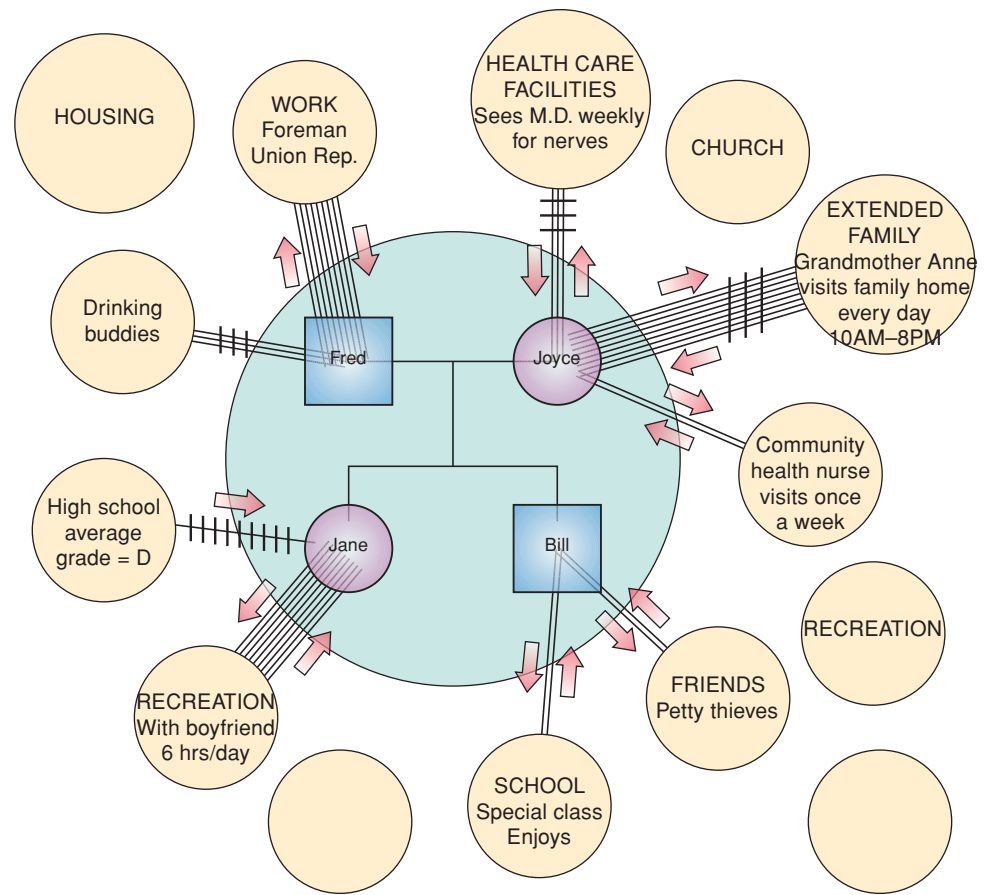 HOUSING
WORK
Foreman
Union Rep.
HEALTH CARE
FACILITIES
Sees M.D. weekly
for nerves
CHURCH
EXTENDED
FAMILY
Grandmother Anne
visits family home
every day
10AM–8PM
Drinking
buddies
Fred
Joyce
Community
health nurse
visits once
a week
High school
average
grade = D
Jane
Bill
RECREATION
RECREATION
With boyfriend
6 hrs/day
FRIENDS
Petty thieves
SCHOOL
Special class
Enjoys